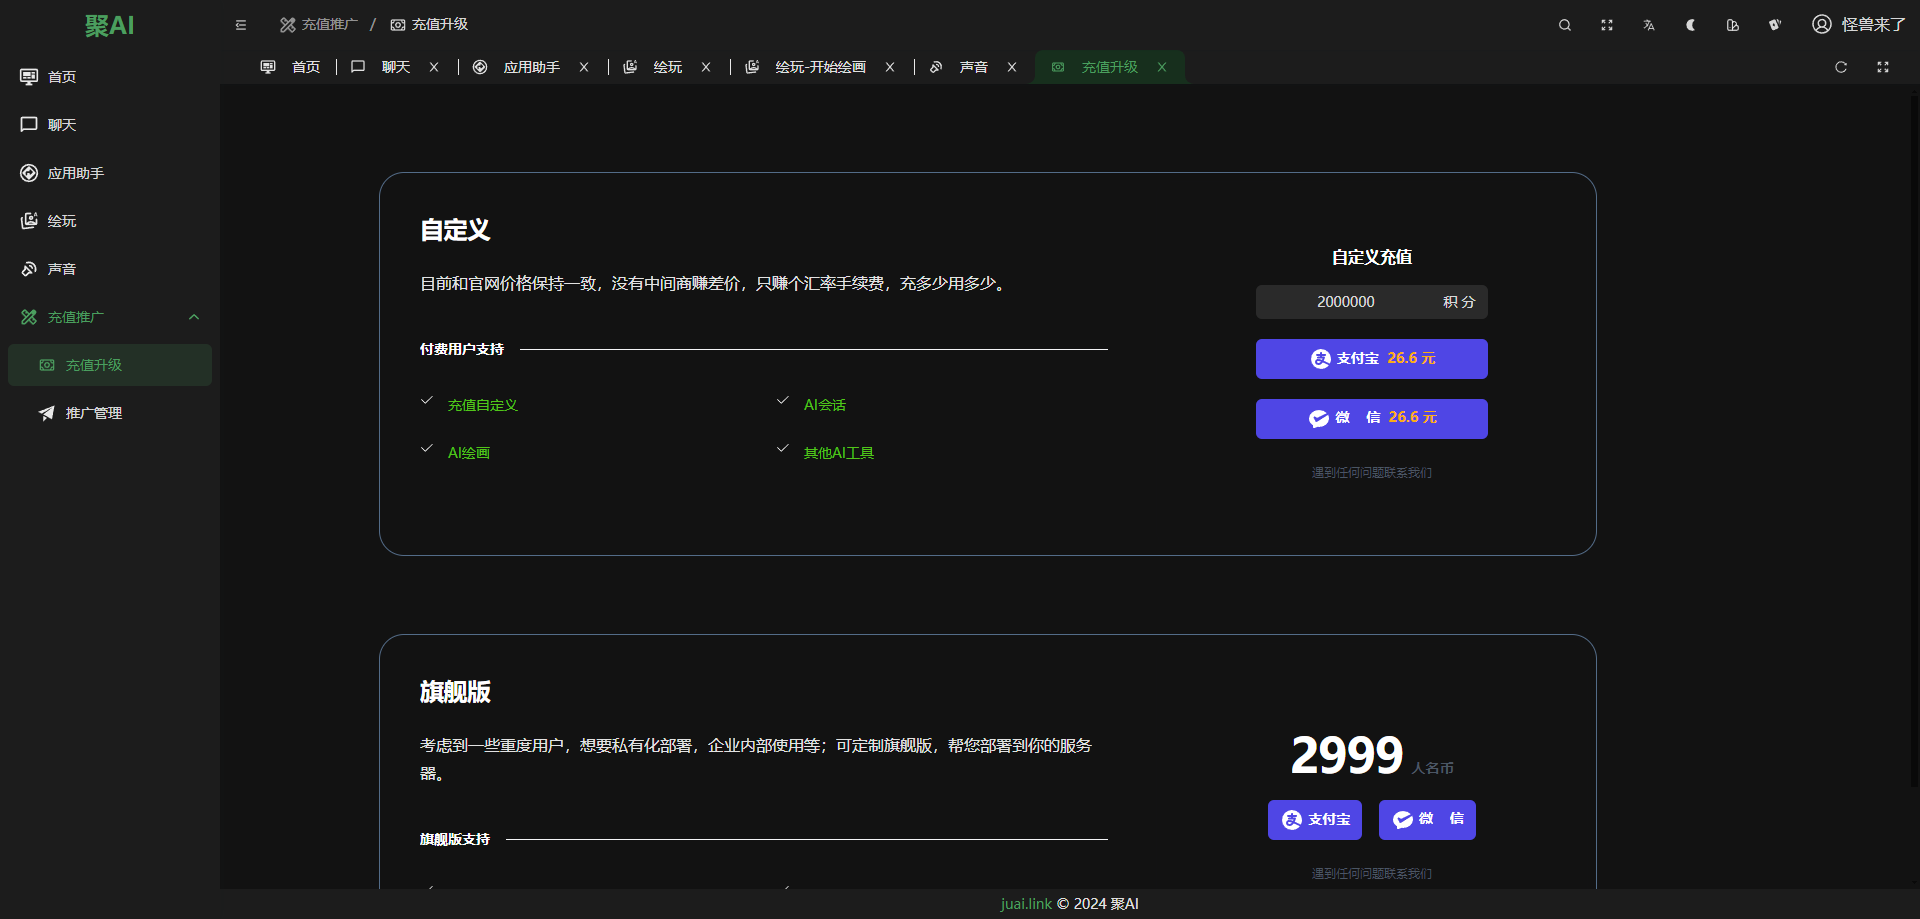 聚AI
充值推广 / 充值升级
怪兽来了
首页
聊天
应用助手
绘玩
绘玩-开始绘画
声音
充值升级
首页
聊天
应用助手
绘玩
声音
充值推广
充值升级
推广管理
自定义
目前和官网价格保持一致，没有中间商赚差价，只赚个汇率手续费，充多少用多少。
付费用户支持
充值自定义
AI会话
AI绘画
其他AI工具
自定义充值
2000000 积 分
支付宝 26.6 元
微 信 26.6 元
遇到任何问题联系我们
旗舰版
考虑到一些重度用户，想要私有化部署，企业内部使用等；可定制旗舰版，帮您部署到你的服务
器。
旗舰版支持
2999 人名币
支付宝
微 信
遇到任何问题联系我们
juai.link © 2024 聚AI